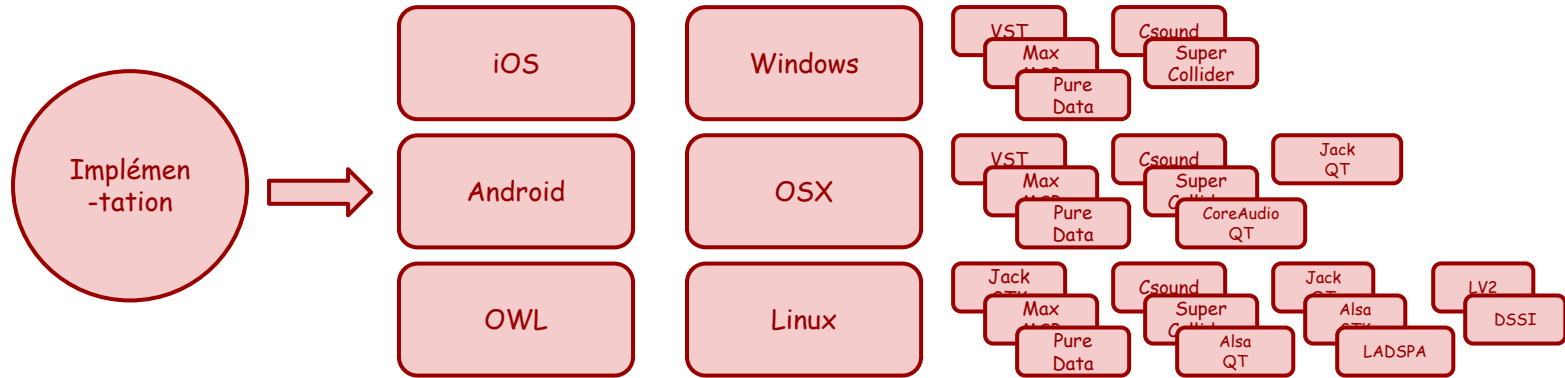 Implémen
-tation
iOS
Windows
VST
Max
Pure
Data
Csound
Super
Collider
Android
OSX
VST
Max
Pure
Data
Csound
Super
CoreAudio
QT
Jack
QT
OWL
Linux
Jack
Max
Pure
Data
Csound
Super
Alsa
QT
Jack
Alsa
LADSPA
LV2
DSSI